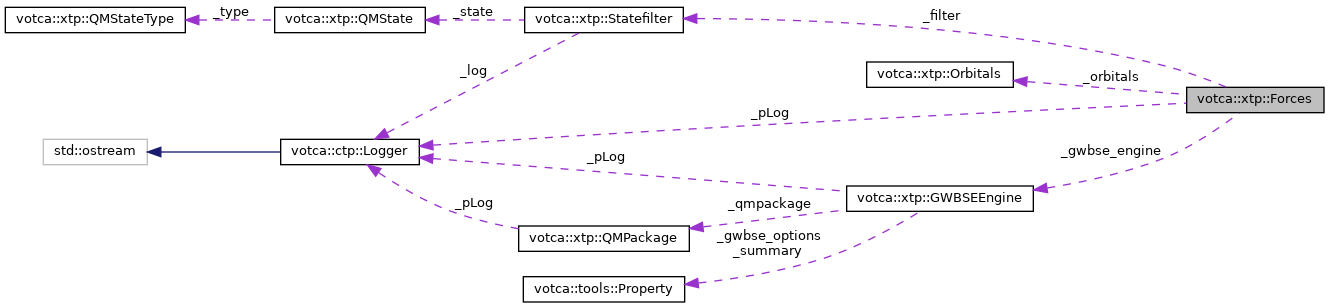 votca::xtp::QMStateType
_type
votca::xtp::QMState
_state
votca::xtp::Statefilter
_filter
_log
votca::xtp::Orbitals
_orbitals
votca::xtp::Forces
_pLog
std::ostream
votca::ctp::Logger
_pLog
_gwbse_engine
_pLog
_qmpackage
votca::xtp::GWBSEEngine
votca::xtp::QMPackage
_gwbse_options
_summary
votca::tools::Property